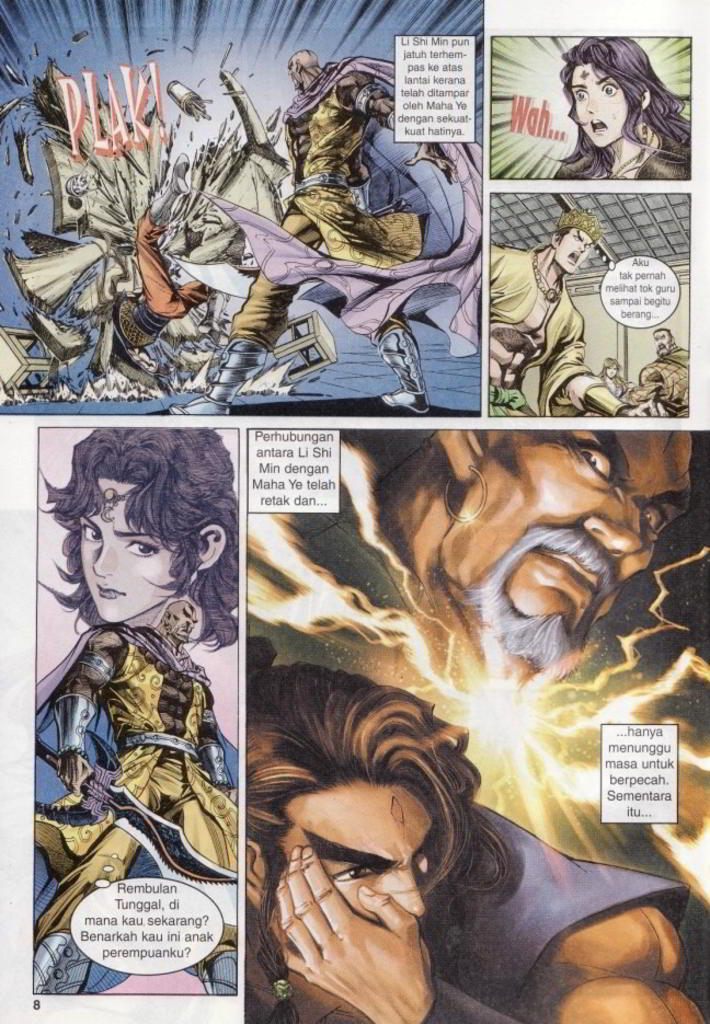 Li Shi Min pun
jatuh terhem-
pas ke atas
lantai kerana
telah ditampar
oleh Maha Ye
dengan sekuat-
kuat hatinya.
PLAK!
Wah...
Aku
tak pernah
melihat tok guru
sampai begitu
berang...
Perhubungan
antara Li Shi
Min dengan
Maha Ye telah
retak dan...
...hanya
menunggu
masa untuk
berpecah.
Sementara
itu...
Rembulan
Tunggal, di
mana kau sekarang?
Benarkah kau ini anak
perempuanku?
8